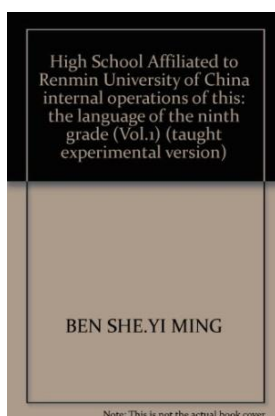 High School Affiliated to
Renmin University of China
internal operations of this:
the language of the ninth
grade (Vol.1) (taught
experimental version)
BEN SHE.YI MING
Note: This is not the actual book cover